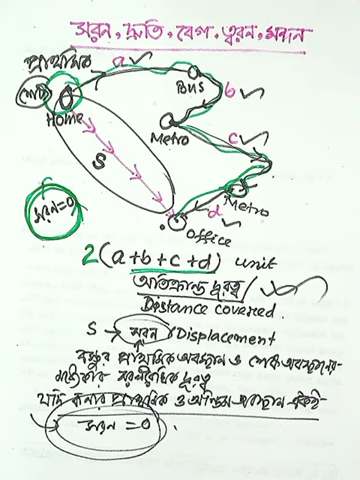 সরন, দ্রুতি, বেগ, ত্বরন, মন্দন
প্রাথমিক
a
Bus
b
Home
Metro
c
S
সরন=0
Metro
d
Office
2(a+b+c+d) unit
অতিক্রান্ত দূরত্ব /
Distance covered
S → সরন /Displacement
বস্তুর প্রাথমিক অবস্থান ও শেষ অবস্থানের
মধ্যেকার সরলরৈখিক দূরত্ব
যদি বস্তুর প্রাথমিক ও অন্তিম অবস্থান একই
সরন = 0